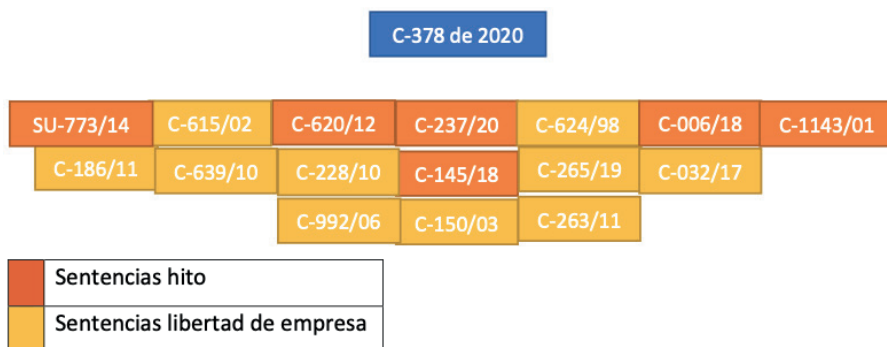 C-378 de 2020
SU-773/14 C-615/02 C-620/12 C-237/20 C-624/98 C-006/18 C-1143/01
C-186/11 C-639/10 C-228/10 C-145/18 C-265/19 C-032/17
C-992/06 C-150/03 C-263/11
Sentencias hito
Sentencias libertad de empresa